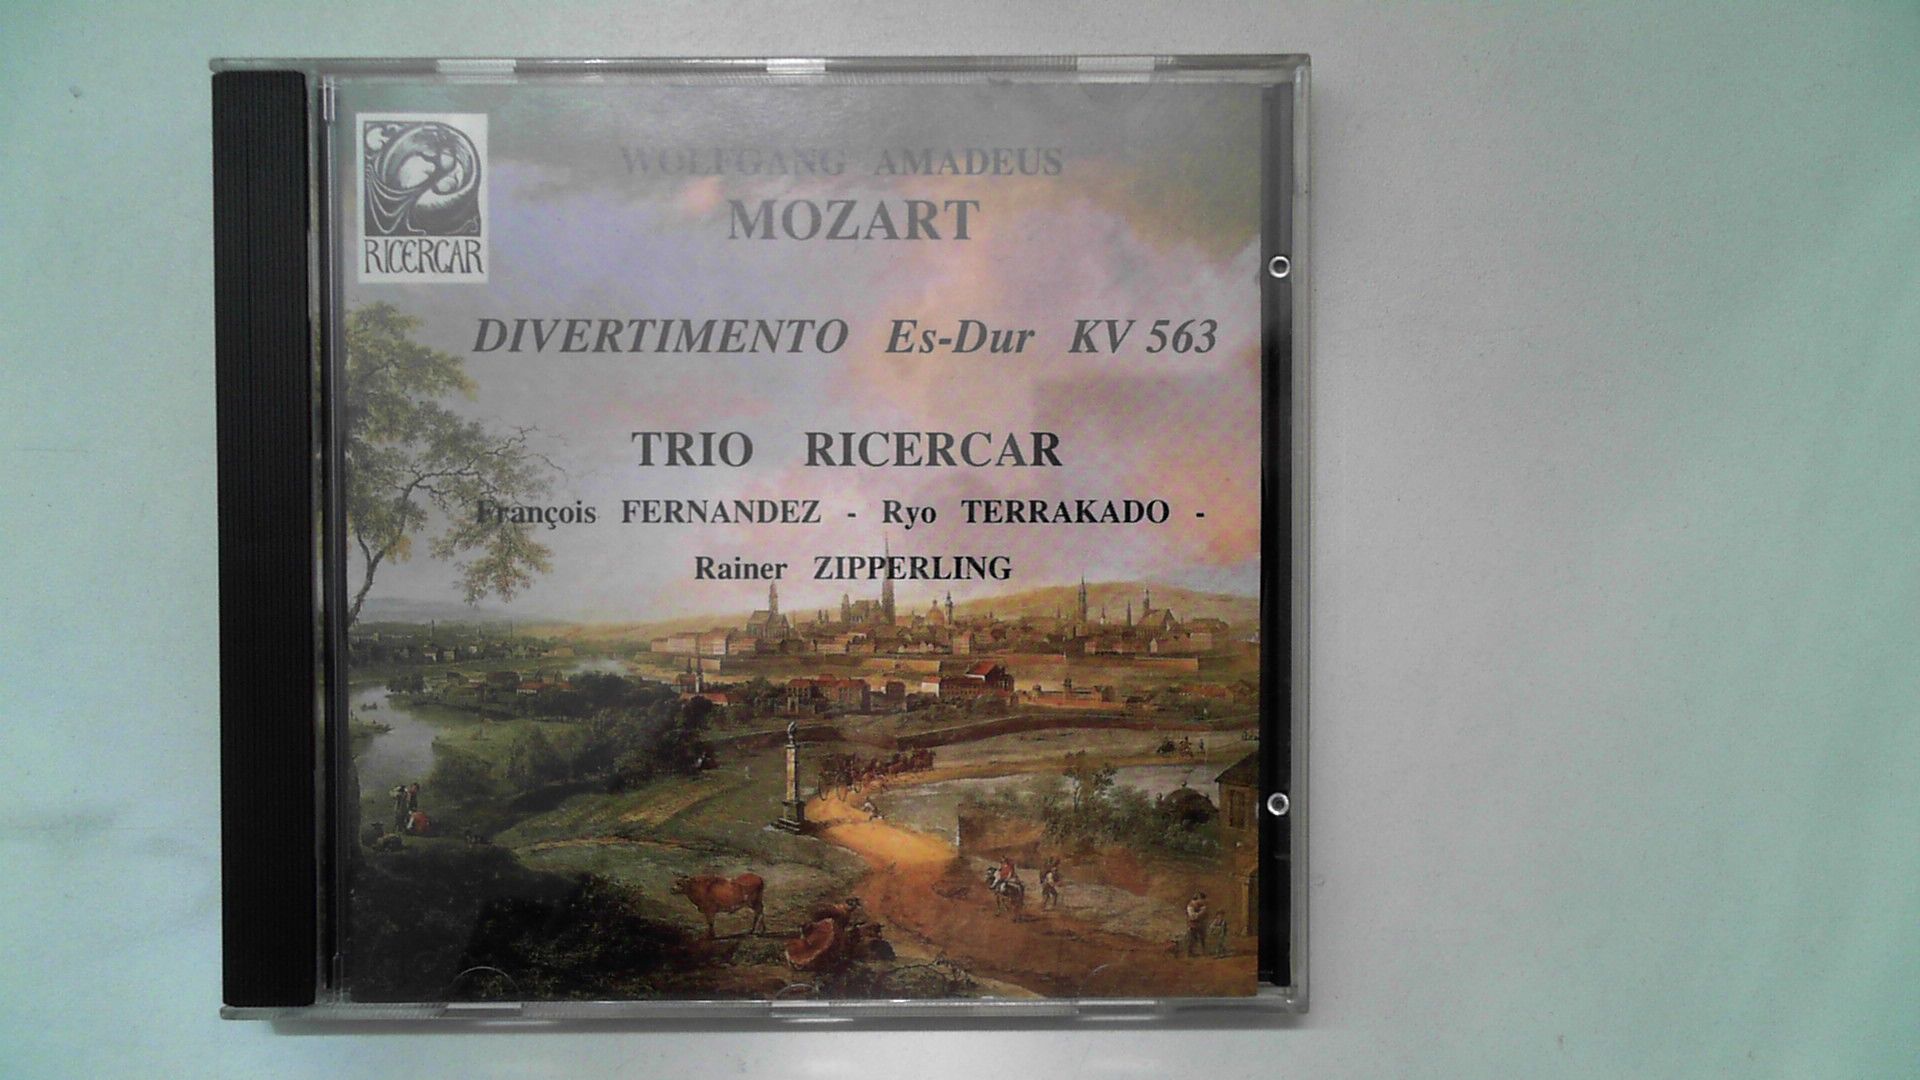 RICERCAR
WOLFGANG AMADEUS
MOZART
DIVERTIMENTO Es-Dur KV 563
TRIO RICERCAR
François FERNANDEZ - Ryo TERRAKADO -
Rainer ZIPPERLING